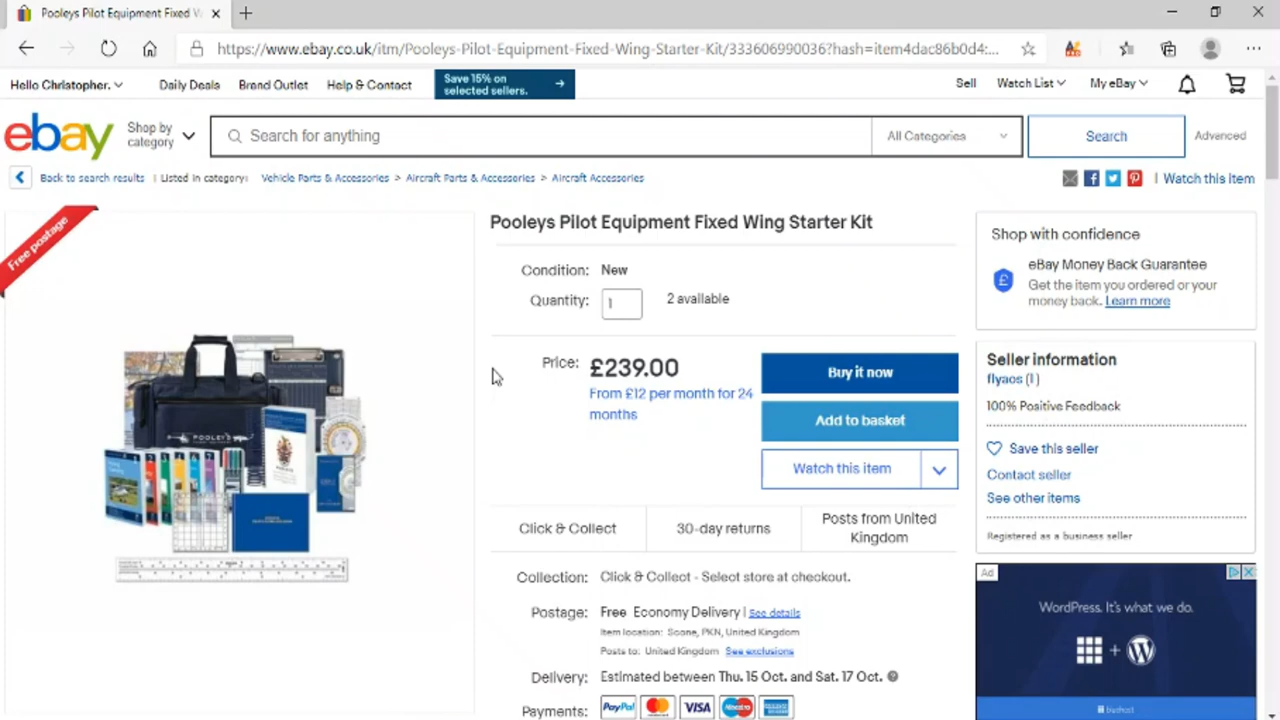 Pooleys Pilot Equipment Fixed W
https://www.ebay.co.uk/itm/Pooleys-Pilot-Equipment-Fixed-Wing-Starter-Kit/333606990036?hash=item4dac86b0d4:...
Hello Christopher.
Daily Deals
Brand Outlet
Help & Contact
Save 15% on
selected sellers.
Sell
Watch List
My eBay
ebay
Shop by
category
Search for anything
All Categories
Search
Advanced
Back to search results | Listed in category: Vehicle Parts & Accessories > Aircraft Parts & Accessories > Aircraft Accessories
| Watch this item
Free postage
Pooleys Pilot Equipment Fixed Wing Starter Kit
Condition: New
Quantity: 1
2 available
Price: £239.00
From £12 per month for 24
months
Buy it now
Add to basket
Watch this item
Click & Collect
30-day returns
Posts from United
Kingdom
Collection: Click & Collect - Select store at checkout.
Postage: Free Economy Delivery | See details
Item location: Scone, PKN, United Kingdom
Posts to: United Kingdom See exclusions
Delivery: Estimated between Thu. 15 Oct. and Sat. 17 Oct.
Payments: PayPal VISA Maestro
POOLEYS
Shop with confidence
eBay Money Back Guarantee
Get the item you ordered or your
money back. Learn more
Seller information
flyaos (1)
100% Positive Feedback
Save this seller
Contact seller
See other items
Registered as a business seller
Ad
WordPress. It's what we do.
bluehost